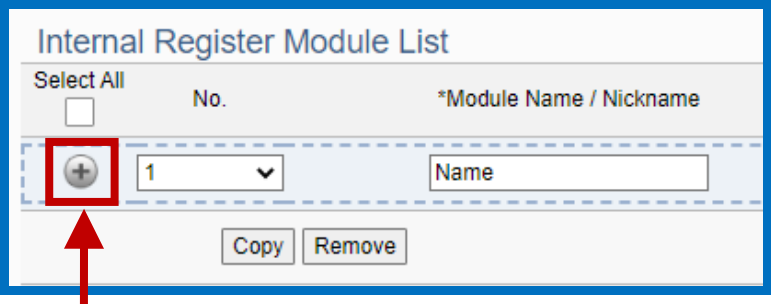 Internal Register Module List
Select All
No.
*Module Name / Nickname
1
Name
Copy
Remove